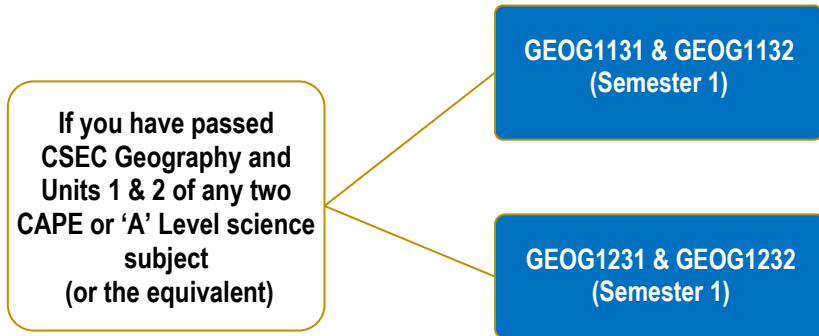 If you have passed
CSEC Geography and
Units 1 & 2 of any two
CAPE or ‘A’ Level science
subject
(or the equivalent)
GEOG1131 & GEOG1132
(Semester 1)
GEOG1231 & GEOG1232
(Semester 1)